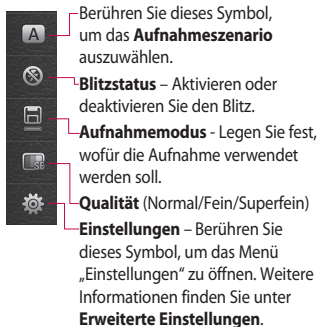 Berühren Sie dieses Symbol,
um das Aufnahmeszenario
auszuwählen.
Blitzstatus – Aktivieren oder
deaktivieren Sie den Blitz.
Aufnahmemodus - Legen Sie fest,
wofür die Aufnahme verwendet
werden soll.
Qualität (Normal/Fein/Superfein)
Einstellungen – Berühren Sie
dieses Symbol, um das Menü
„Einstellungen“ zu öffnen. Weitere
Informationen finden Sie unter
Erweiterte Einstellungen.
A
SF